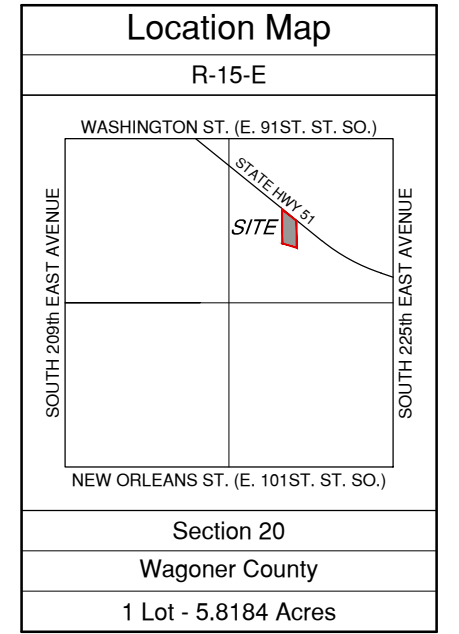 Location Map
R-15-E
WASHINGTON ST. (E. 91ST. ST. SO.)
STATE HWY 51
SITE
SOUTH 209th EAST AVENUE
SOUTH 225th EAST AVENUE
NEW ORLEANS ST. (E. 101ST. ST. SO.)
Section 20
Wagoner County
1 Lot - 5.8184 Acres